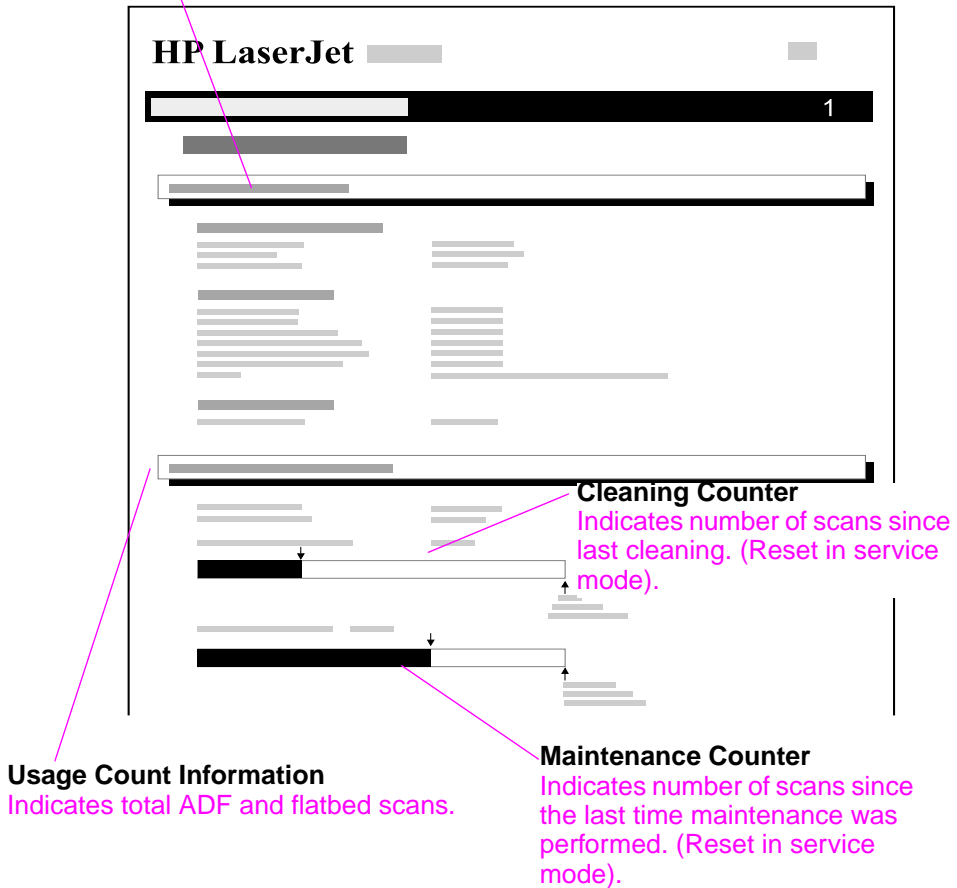 HP LaserJet
1
Cleaning Counter
Indicates number of scans since
last cleaning. (Reset in service
mode).
Usage Count Information
Indicates total ADF and flatbed scans.
Maintenance Counter
Indicates number of scans since
the last time maintenance was
performed. (Reset in service
mode).